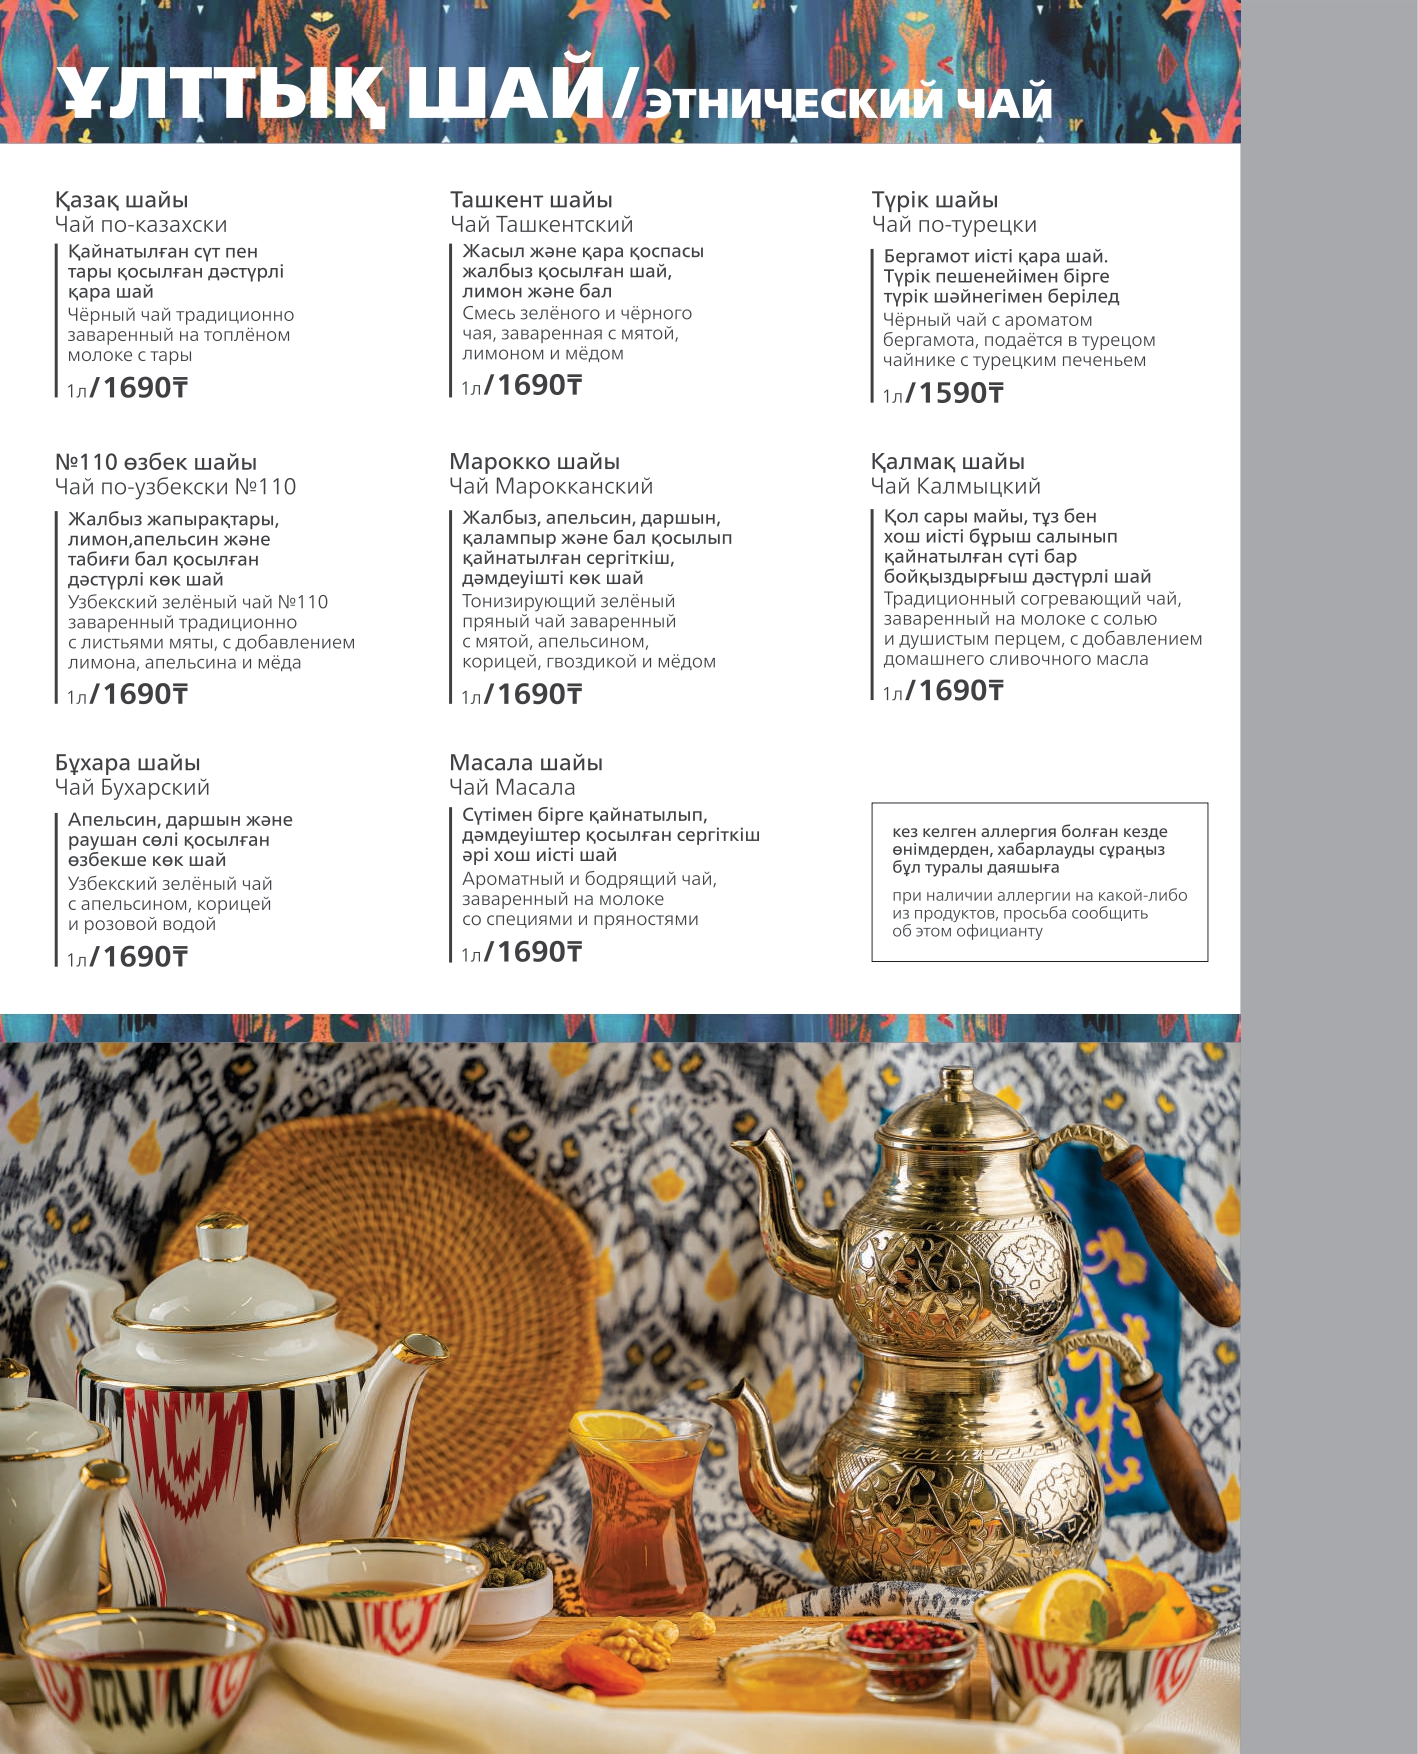 ҰЛТТЫҚ ШАЙ/ЭТНИЧЕСКИЙ ЧАЙ
Қазақ шайы
Чай по-казахски
Қайнатылған сүт пен
тары қосылған дәстүрлі
қара шай
Чёрный чай традиционно
заваренный на топлёном
молоке с тары
1л/1690₸
Ташкент шайы
Чай Ташкентский
Жасыл және қара қоспасы
жалбыз қосылған шай,
лимон және бал
Смесь зелёного и чёрного
чая, заваренная с мятой,
лимоном и мёдом
1л/1690₸
Түрік шайы
Чай по-турецки
Бергамот иісті қара шай.
Түрік пешенейімен бірге
түрік шәйнегімен берілед
Чёрный чай с ароматом
бергамота, подаётся в турецом
чайнике с турецким печеньем
1л/1590₸
№110 өзбек шайы
Чай по-узбекски №110
Жалбыз жапырақтары,
лимон,апельсин және
табиғи бал қосылған
дәстүрлі көк шай
Узбекский зелёный чай №110
заваренный традиционно
с листьями мяты, с добавлением
лимона, апельсина и мёда
1л/1690₸
Марокко шайы
Чай Марокканский
Жалбыз, апельсин, даршын,
қалампыр және бал қосылып
қайнатылған сергіткіш,
дәмдеуішті көк шай
Тонизирующий зелёный
пряный чай заваренный
с мятой, апельсином,
корицей, гвоздикой и мёдом
1л/1690₸
Қалмақ шайы
Чай Калмыцкий
Қол сары майы, тұз бен
хош иісті бұрыш салынып
қайнатылған сүті бар
бойқыздырғыш дәстүрлі шай
Традиционный согревающий чай,
заваренный на молоке с солью
и душистым перцем, с добавлением
домашнего сливочного масла
1л/1690₸
Бұхара шайы
Чай Бухарский
Апельсин, даршын және
раушан сөлі қосылған
өзбекше көк шай
Узбекский зелёный чай
с апельсином, корицей
и розовой водой
1л/1690₸
Масала шайы
Чай Масала
Сүтімен бірге қайнатылып,
дәмдеуіштер қосылған сергіткіш
әрі хош иісті шай
Ароматный и бодрящий чай,
заваренный на молоке
со специями и пряностями
1л/1690₸
кез келген аллергия болған кезде
өнімдерден, хабарлауды сұраңыз
бұл туралы даяшыға
при наличии аллергии на какой-либо
из продуктов, просьба сообщить
об этом официанту